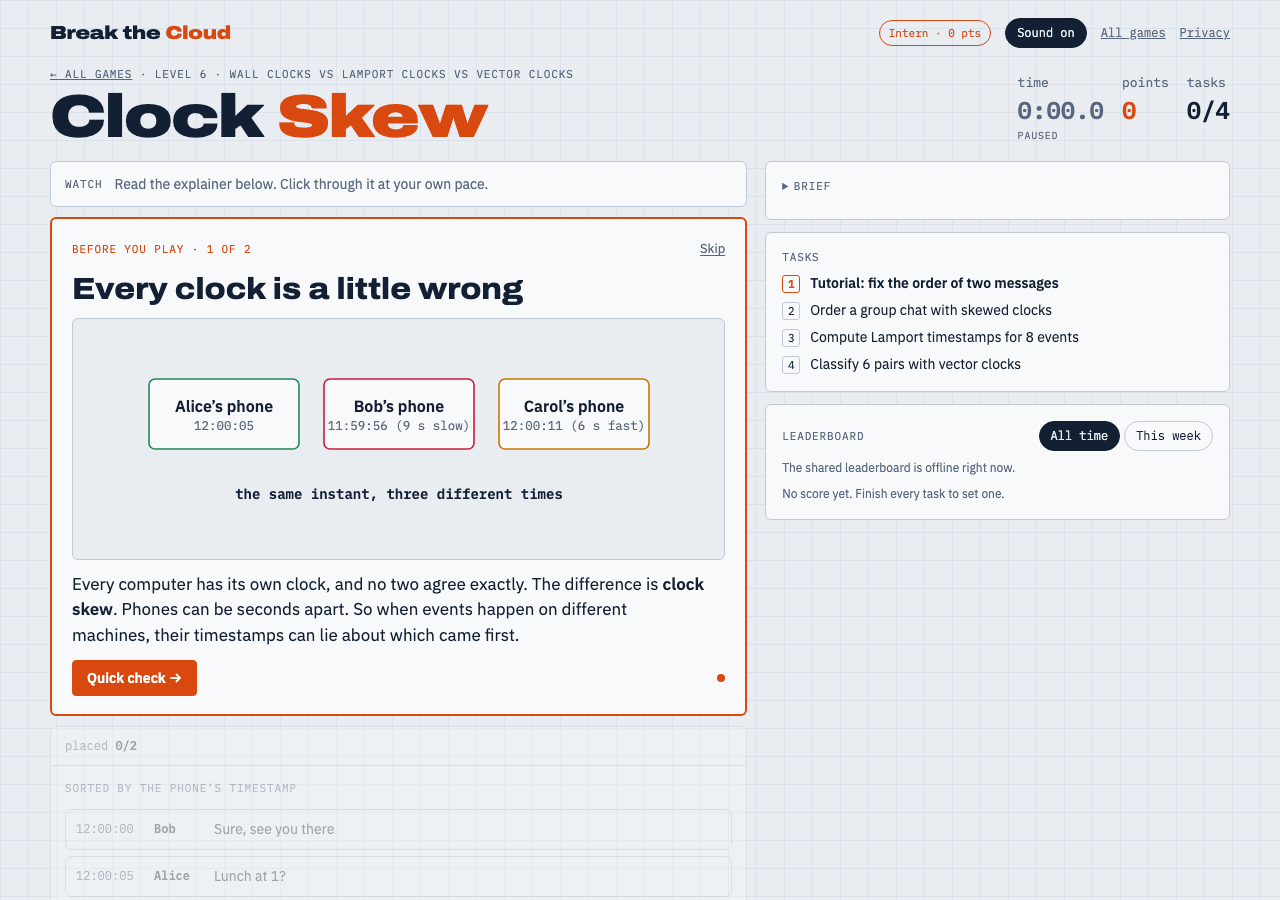 Break the Cloud
Intern · 0 pts
Sound on
All games
Privacy
← ALL GAMES · LEVEL 6 · WALL CLOCKS VS LAMPORT CLOCKS VS VECTOR CLOCKS
Clock Skew
time
0:00.0
PAUSED
points
0
tasks
0/4
WATCH Read the explainer below. Click through it at your own pace.
BEFORE YOU PLAY · 1 OF 2
Skip
Every clock is a little wrong
Alice’s phone
12:00:05
Bob’s phone
11:59:56 (9 s slow)
Carol’s phone
12:00:11 (6 s fast)
the same instant, three different times
Every computer has its own clock, and no two agree exactly. The difference is clock
skew. Phones can be seconds apart. So when events happen on different
machines, their timestamps can lie about which came first.
Quick check →
placed 0/2
SORTED BY THE PHONE’S TIMESTAMP
12:00:00 Bob Sure, see you there
12:00:05 Alice Lunch at 1?
BRIEF
TASKS
1 Tutorial: fix the order of two messages
2 Order a group chat with skewed clocks
3 Compute Lamport timestamps for 8 events
4 Classify 6 pairs with vector clocks
LEADERBOARD
All time
This week
The shared leaderboard is offline right now.
No score yet. Finish every task to set one.